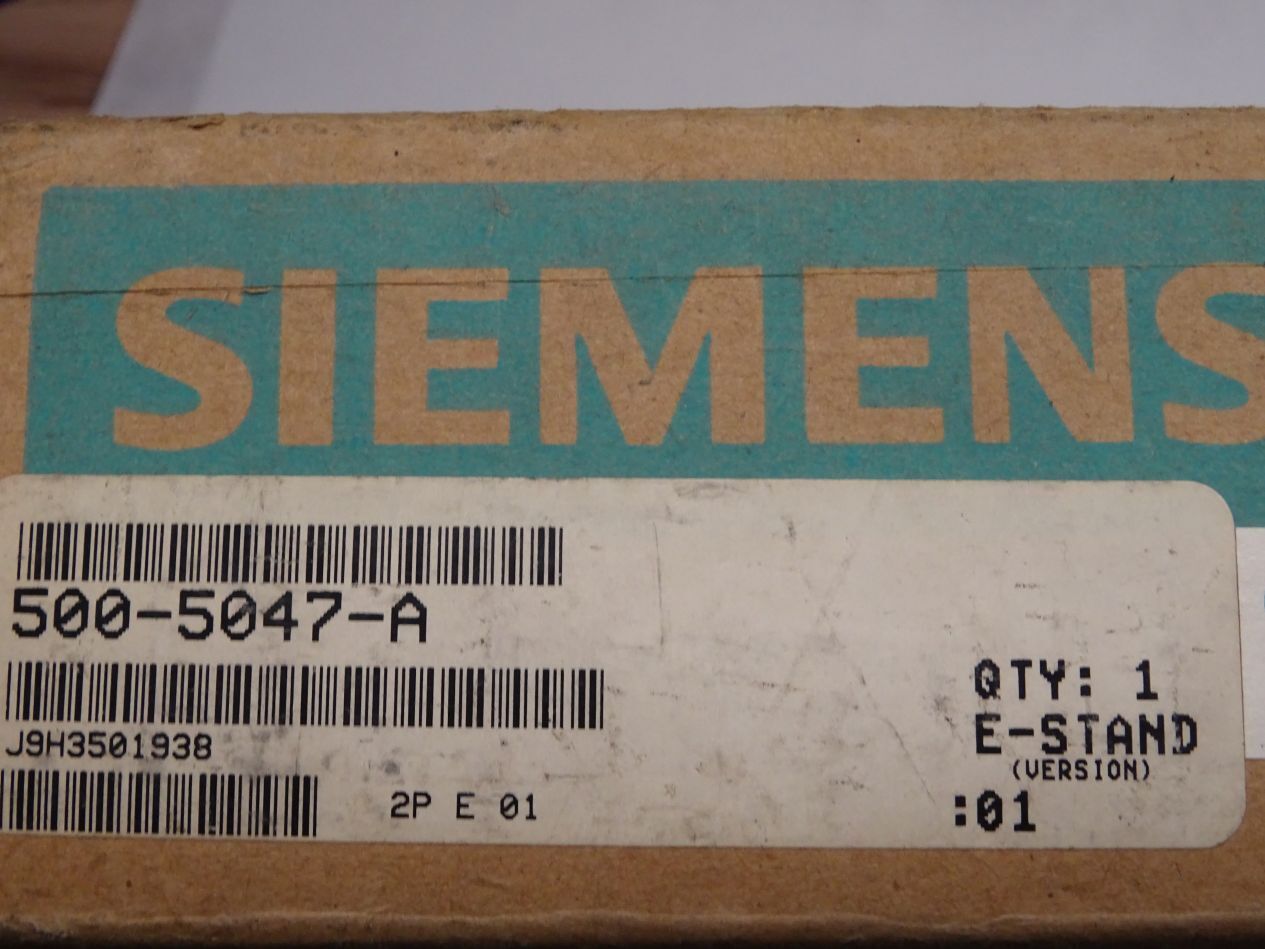 SIEMENS
500-5047-A
J9H3501938
2P E 01
QTY: 1
E-STAND
(VERSION)
:01